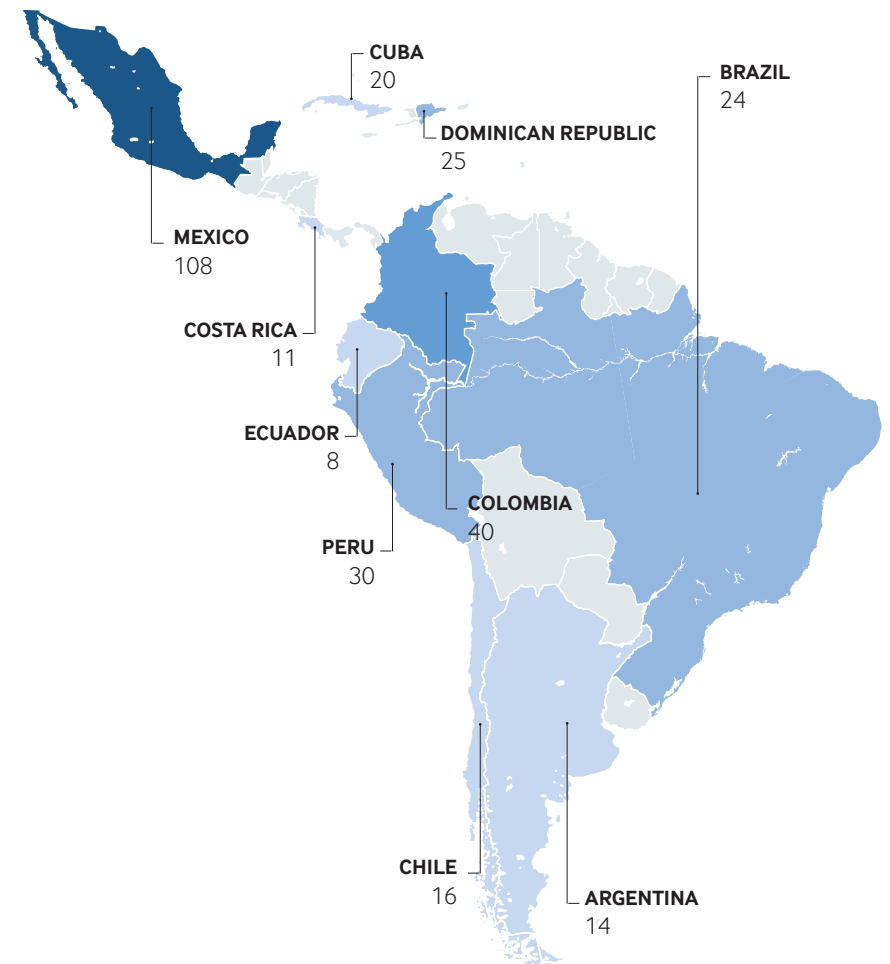 CUBA
20
BRAZIL
24
DOMINICAN REPUBLIC
25
MEXICO
108
COSTA RICA
11
ECUADOR
8
COLOMBIA
40
PERU
30
CHILE
16
ARGENTINA
14